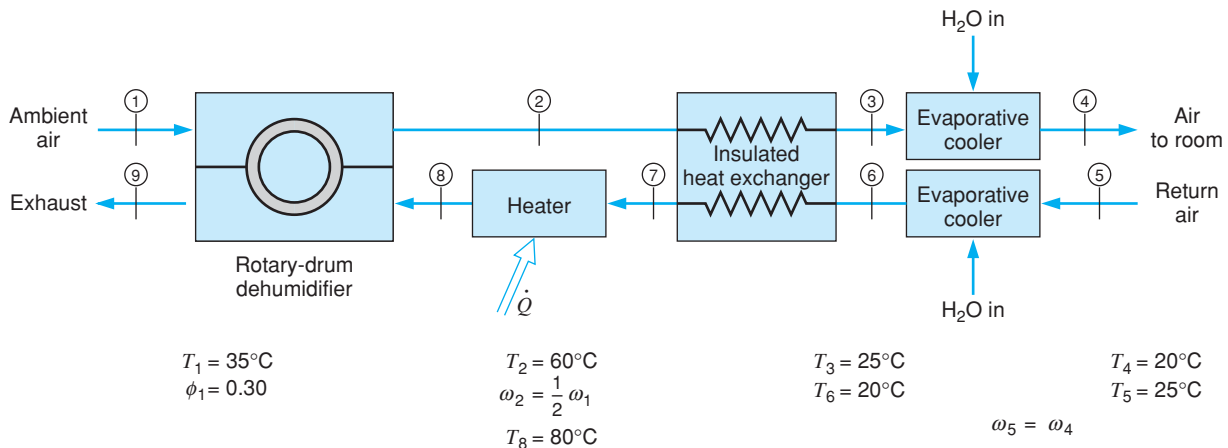 H₂O in
1
2
3
4
Ambient air
Evaporative cooler
Air to room
Insulated heat exchanger
9
8
7
6
5
Exhaust
Heater
Evaporative cooler
Return air
Rotary-drum dehumidifier
Q̇
H₂O in
T₁ = 35°C
ϕ₁ = 0.30
T₂ = 60°C
ω₂ = 1/2 ω₁
T₈ = 80°C
T₃ = 25°C
T₆ = 20°C
T₄ = 20°C
T₅ = 25°C
ω₅ = ω₄